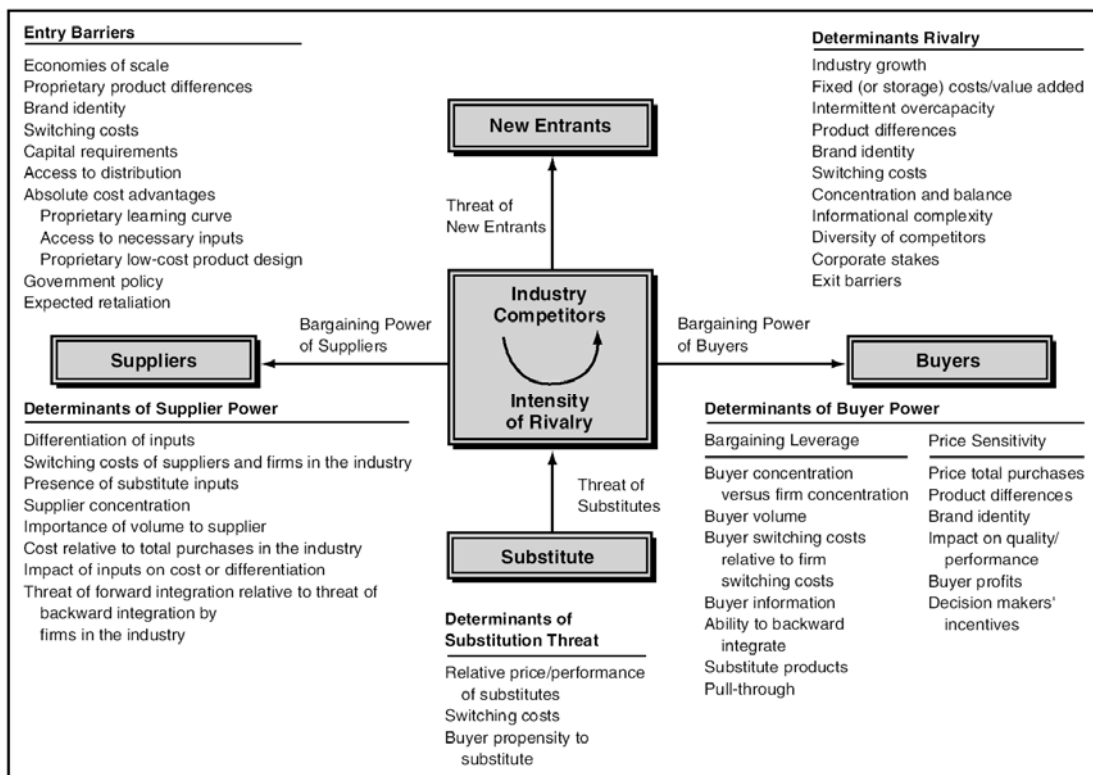 Entry Barriers
Economies of scale
Proprietary product differences
Brand identity
Switching costs
Capital requirements
Access to distribution
Absolute cost advantages
Proprietary learning curve
Access to necessary inputs
Proprietary low-cost product design
Government policy
Expected retaliation
New Entrants
Threat of
New Entrants
Determinants Rivalry
Industry growth
Fixed (or storage) costs/value added
Intermittent overcapacity
Product differences
Brand identity
Switching costs
Concentration and balance
Informational complexity
Diversity of competitors
Corporate stakes
Exit barriers
Suppliers
Bargaining Power
of Suppliers
Industry
Competitors
Intensity
of Rivalry
Bargaining Power
of Buyers
Buyers
Determinants of Supplier Power
Differentiation of inputs
Switching costs of suppliers and firms in the industry
Presence of substitute inputs
Supplier concentration
Importance of volume to supplier
Cost relative to total purchases in the industry
Impact of inputs on cost or differentiation
Threat of forward integration relative to threat of
backward integration by
firms in the industry
Threat of
Substitutes
Substitute
Determinants of
Substitution Threat
Relative price/performance
of substitutes
Switching costs
Buyer propensity to
substitute
Determinants of Buyer Power
Bargaining Leverage
Buyer concentration
versus firm concentration
Buyer volume
Buyer switching costs
relative to firm
switching costs
Buyer information
Ability to backward
integrate
Substitute products
Pull-through
Price Sensitivity
Price total purchases
Product differences
Brand identity
Impact on quality/
performance
Buyer profits
Decision makers'
incentives